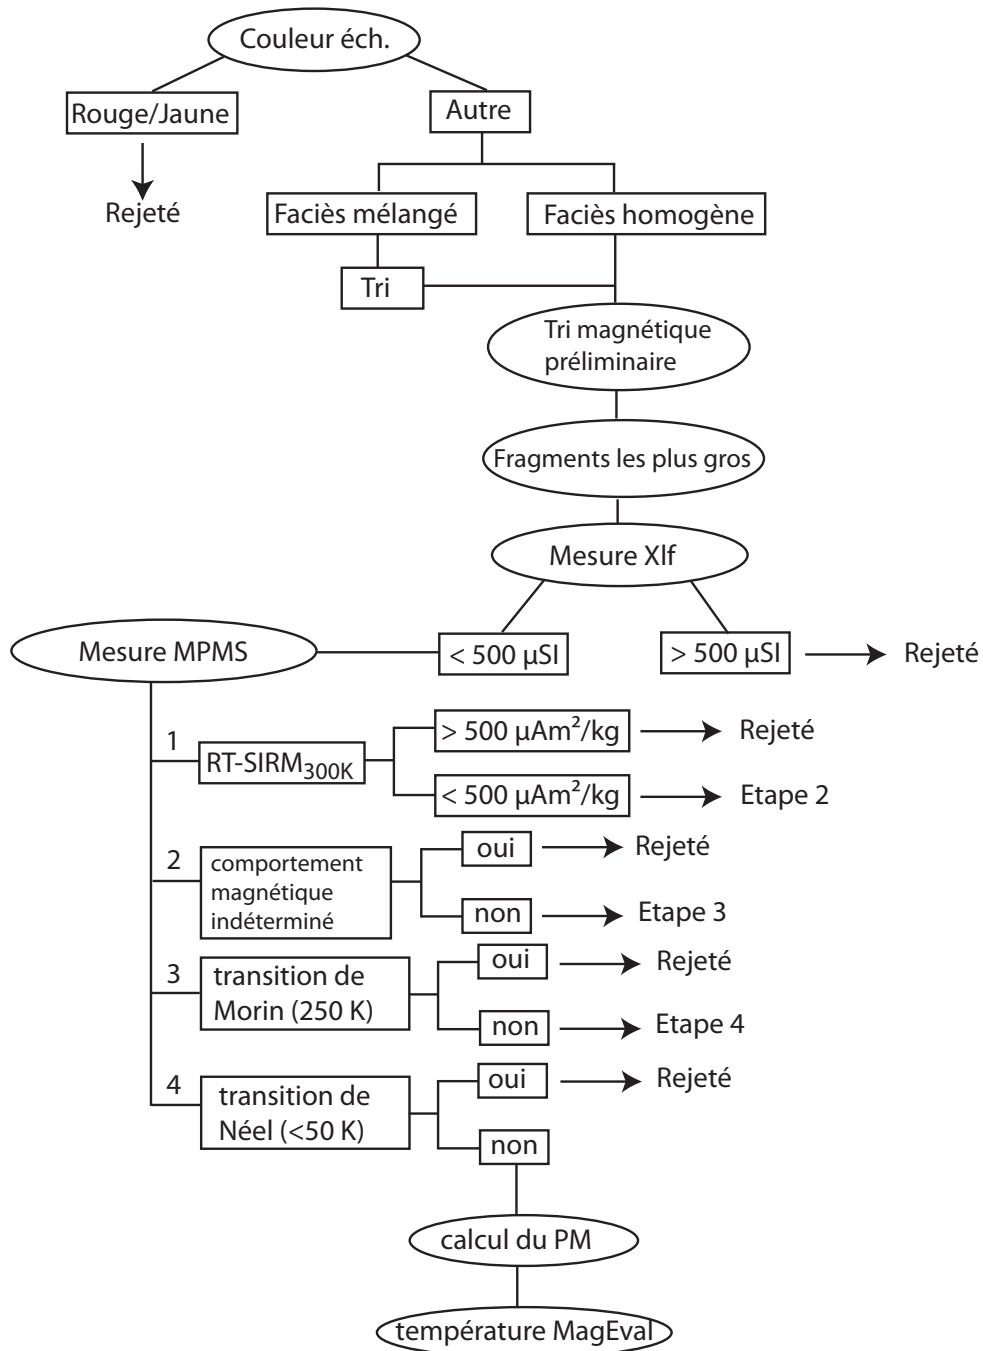 Couleur éch.
Rouge/Jaune
Autre
Rejeté
Faciès mélangé
Faciès homogène
Tri
Tri magnétique
préliminaire
Fragments les plus gros
Mesure Xlf
Mesure MPMS
< 500 µSI
> 500 µSI
Rejeté
1
RT-SIRM300K
> 500 µAm²/kg
Rejeté
< 500 µAm²/kg
Etape 2
2
comportement
magnétique
indéterminé
oui
Rejeté
non
Etape 3
3
transition de
Morin (250 K)
oui
Rejeté
non
Etape 4
4
transition de
Néel (<50 K)
oui
Rejeté
non
calcul du PM
température MagEval